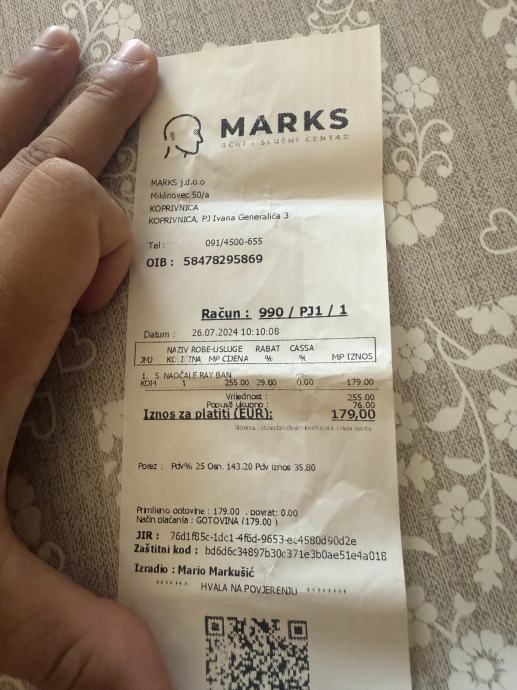 MARKS
OČNI I SLUŠNI CENTAR
MARKS j.d.o.o
Miklinovec 50/a
KOPRIVNICA
KOPRIVNICA, PJ Ivana Generalića 3
Tel : 091/4500-655
OIB : 58478295869
Račun : 990 / PJ1 / 1
Datum : 26.07.2024 10:10:08
NAZIV ROBE-USLUGE RABAT CASSA
JMJ KOLIČINA MP CIJENA % % MP IZNOS
1. S. NAOČALE RAY BAN
KOM 1 255.00 29.80 0.00 179.00
Vrijednost : 255.00
Popust ukupno : 76.00
Iznos za platiti (EUR): 179,00
Porez : Pdv% 25 Osn. 143.20 Pdv iznos 35.80
Primljeno gotovine : 179.00 , povrat: 0.00
Način plaćanja : GOTOVINA (179.00 )
JIR : 76d1f85c-1dc1-4f6d-9653-ec4580d90d2e
Zaštitni kod : bd6d6c34897b30c371e3b0ae51e4a018
Izradio : Mario Markušić
******* HVALA NA POVJERENJU *******